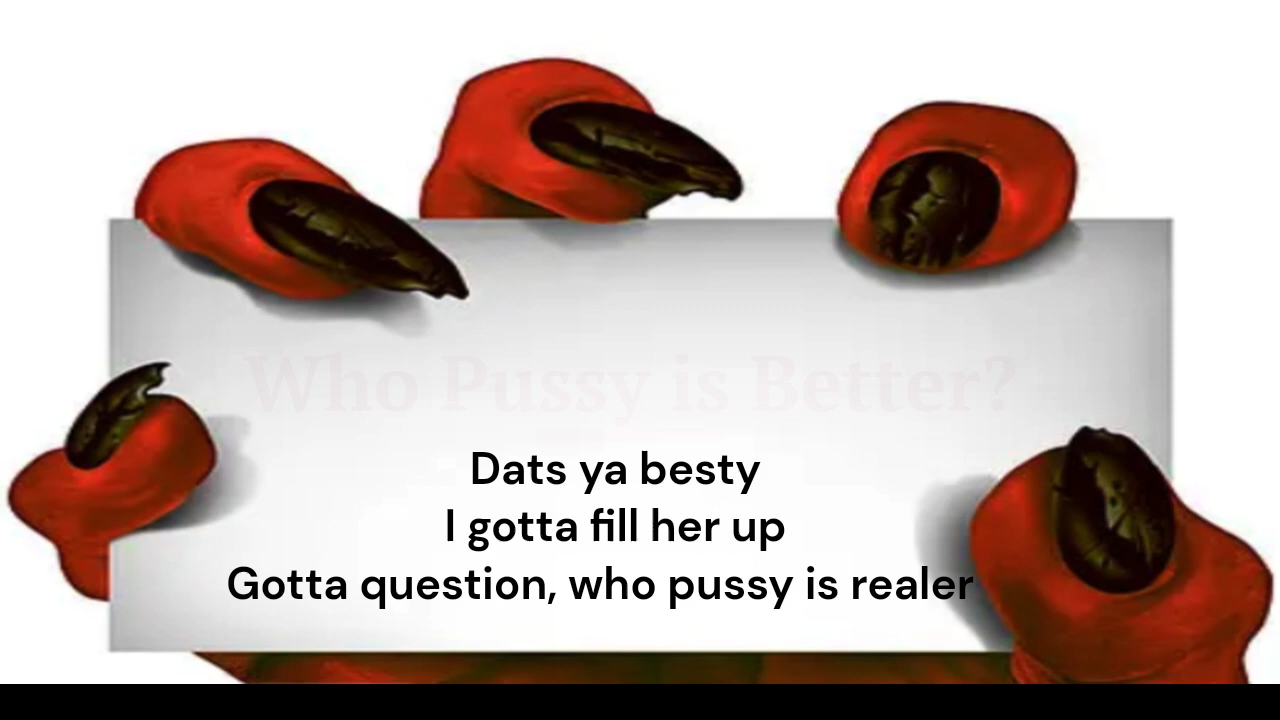 Who Pussy is Better?
Dats ya besty
I gotta fill her up
Gotta question, who pussy is realer